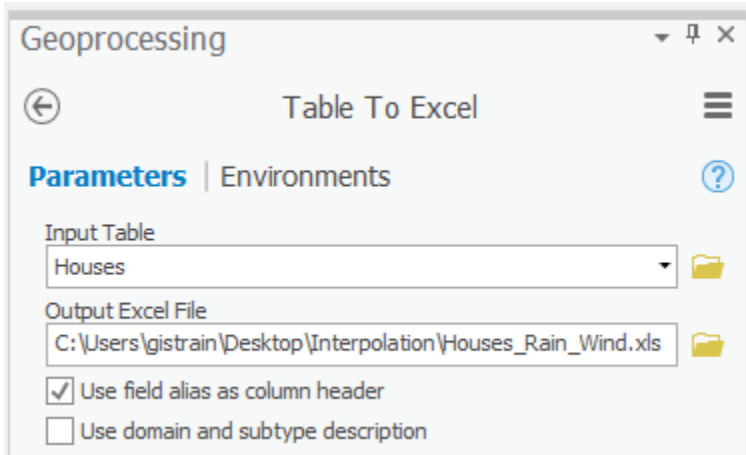 Geoprocessing
Table To Excel
Parameters | Environments
Input Table
Houses
Output Excel File
C:\Users\gistrain\Desktop\Interpolation\Houses_Rain_Wind.xls
Use field alias as column header
Use domain and subtype description